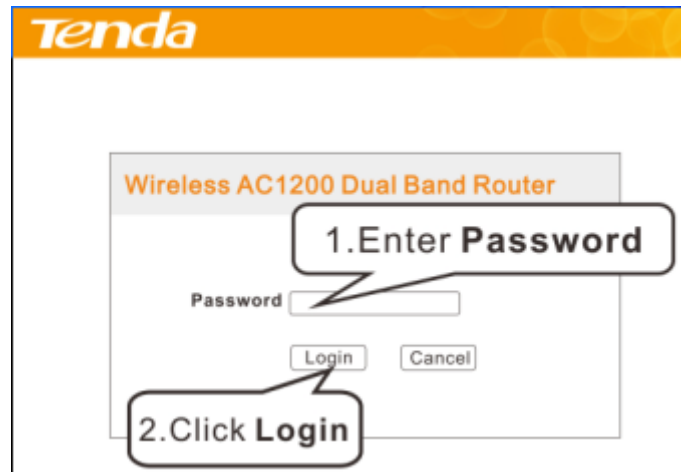 Tenda
Wireless AC1200 Dual Band Router
1.Enter Password
Password
Login Cancel
2.Click Login